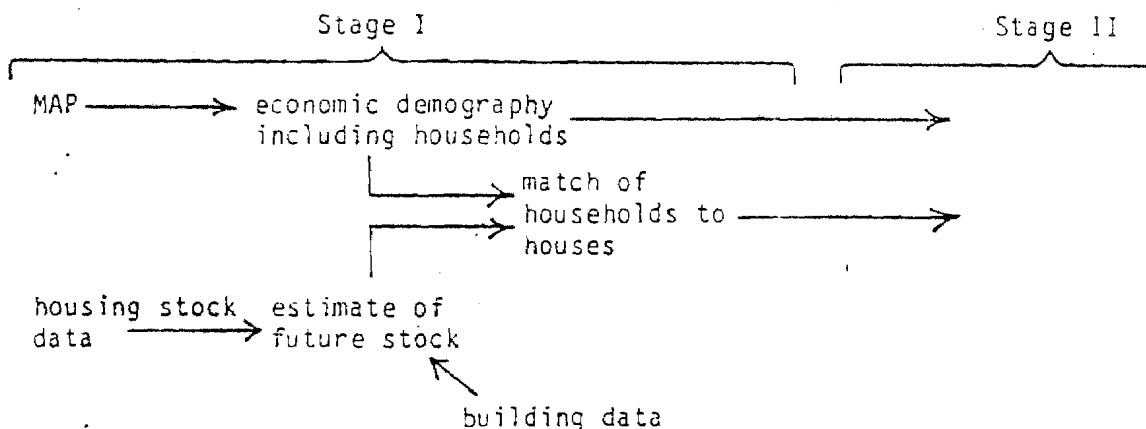 Stage I
Stage II
MAP
economic demography
including households
match of
households to
houses
housing stock
data
estimate of
future stock
building data